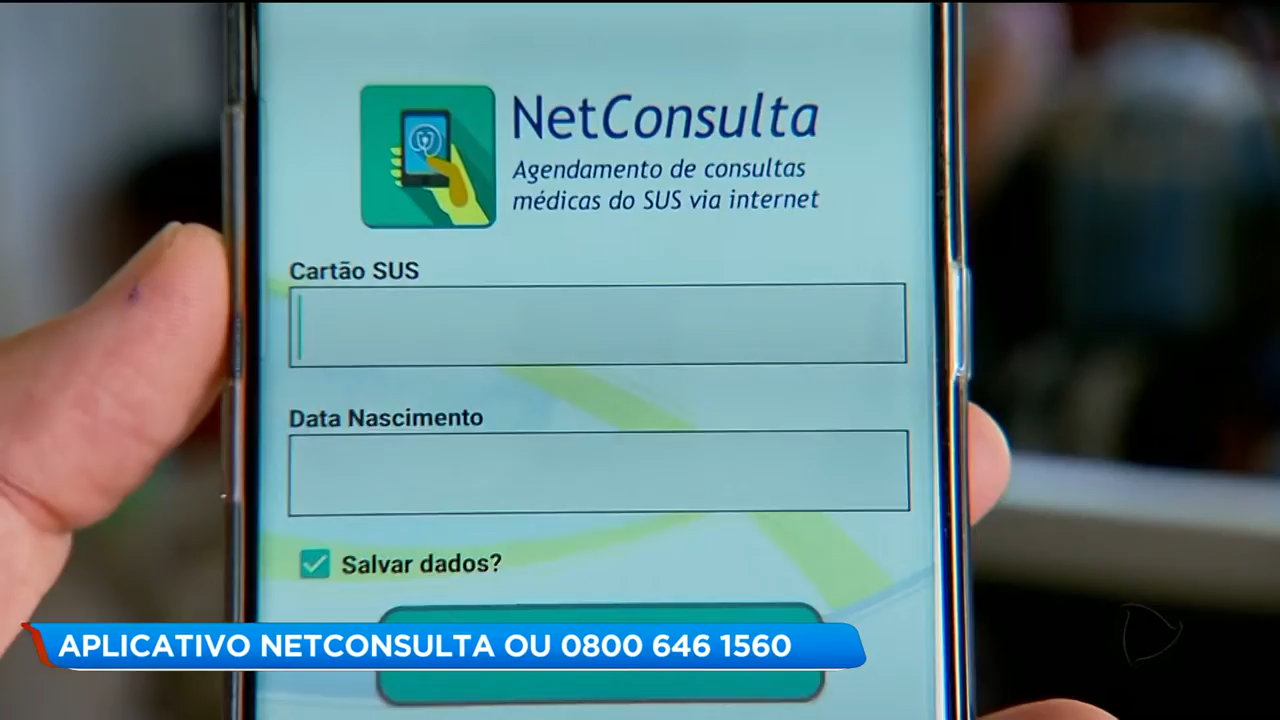 NetConsulta
Agendamento de consultas
médicas do SUS via internet
Cartão SUS
Data Nascimento
Salvar dados?
APLICATIVO NETCONSULTA OU 0800 646 1560